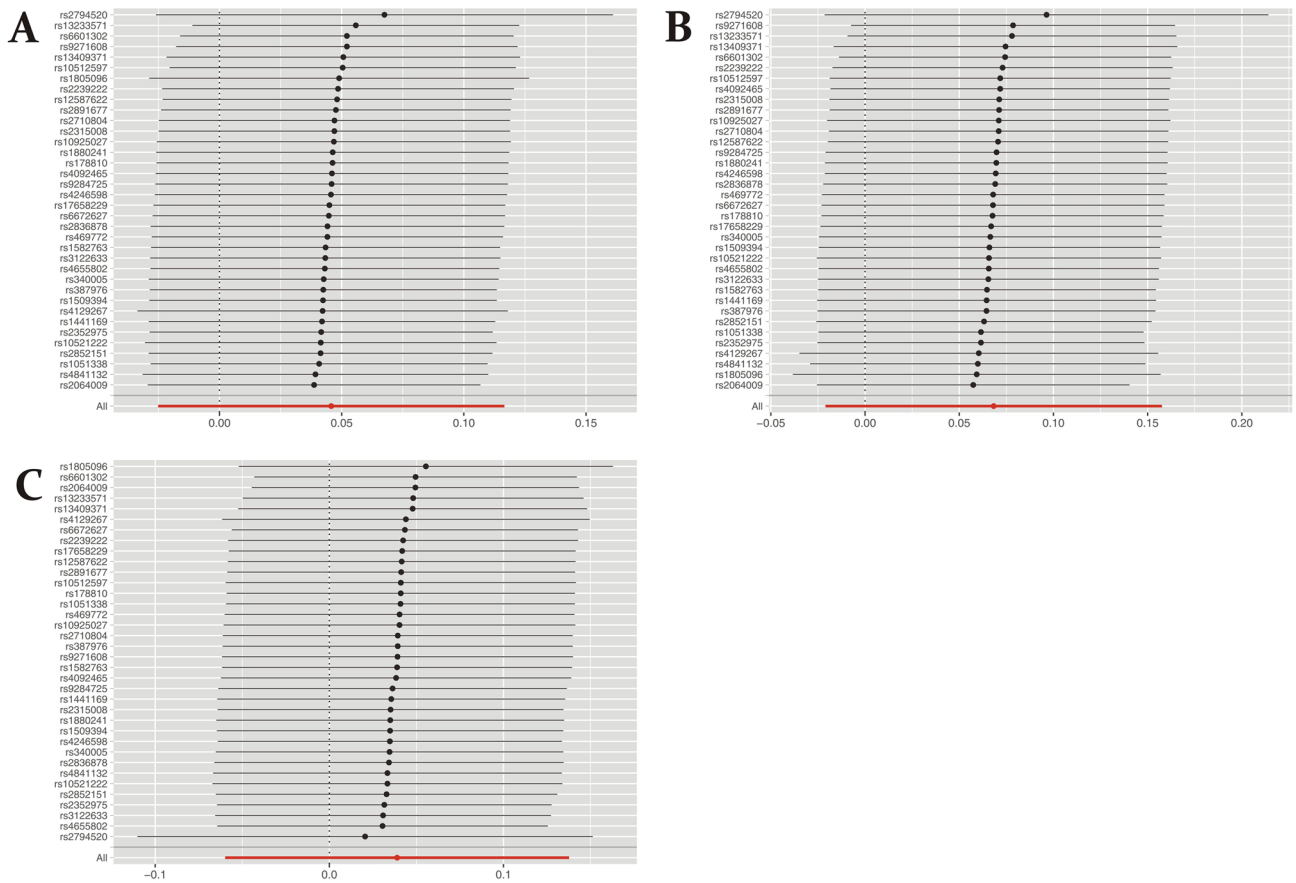 A
rs2794520
rs13233571
rs6601302
rs9271608
rs13409371
rs10512597
rs1805096
rs2239222
rs12587622
rs2891677
rs2710804
rs2315008
rs10925027
rs1880241
rs178810
rs4092465
rs9284725
rs4246598
rs17658229
rs6672627
rs2836878
rs469772
rs1582763
rs3122633
rs4655802
rs340005
rs387976
rs1509394
rs4129267
rs1441169
rs2352975
rs10521222
rs2852151
rs1051338
rs4841132
rs2064009
All
0.00 0.05 0.10 0.15
B
rs2794520
rs9271608
rs13233571
rs13409371
rs6601302
rs2239222
rs10512597
rs4092465
rs2315008
rs2891677
rs10925027
rs2710804
rs12587622
rs9284725
rs1880241
rs4246598
rs2836878
rs469772
rs6672627
rs178810
rs17658229
rs340005
rs1509394
rs10521222
rs4655802
rs3122633
rs1582763
rs1441169
rs387976
rs2852151
rs1051338
rs2352975
rs4129267
rs4841132
rs1805096
rs2064009
All
−0.05 0.00 0.05 0.10 0.15 0.20
C
rs1805096
rs6601302
rs2064009
rs13233571
rs13409371
rs4129267
rs6672627
rs2239222
rs17658229
rs12587622
rs2891677
rs10512597
rs178810
rs1051338
rs469772
rs10925027
rs2710804
rs387976
rs9271608
rs1582763
rs4092465
rs9284725
rs1441169
rs2315008
rs1880241
rs1509394
rs4246598
rs340005
rs2836878
rs4841132
rs10521222
rs2852151
rs2352975
rs3122633
rs4655802
rs2794520
All
−0.1 0.0 0.1